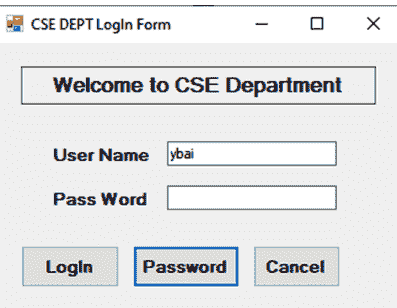 CSE DEPT LogIn Form
Welcome to CSE Department
User Name ybai
Pass Word
LogIn Password Cancel